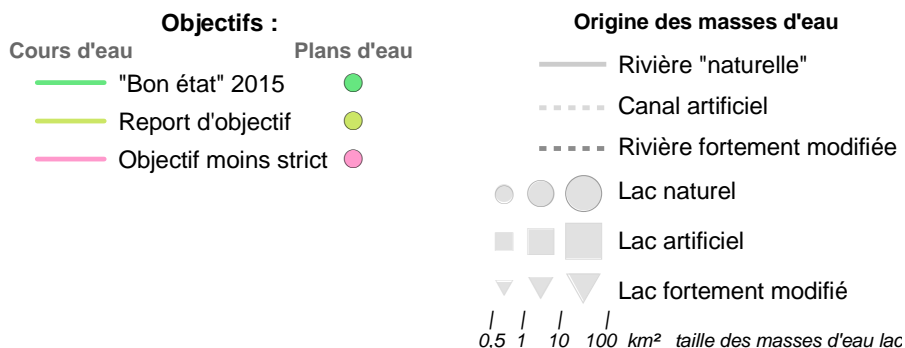 Objectifs :
Cours d'eau
Plans d'eau
"Bon état" 2015
Report d'objectif
Objectif moins strict
Origine des masses d'eau
Rivière "naturelle"
Canal artificiel
Rivière fortement modifiée
Lac naturel
Lac artificiel
Lac fortement modifié
0,5 1 10 100 km² taille des masses d'eau lac